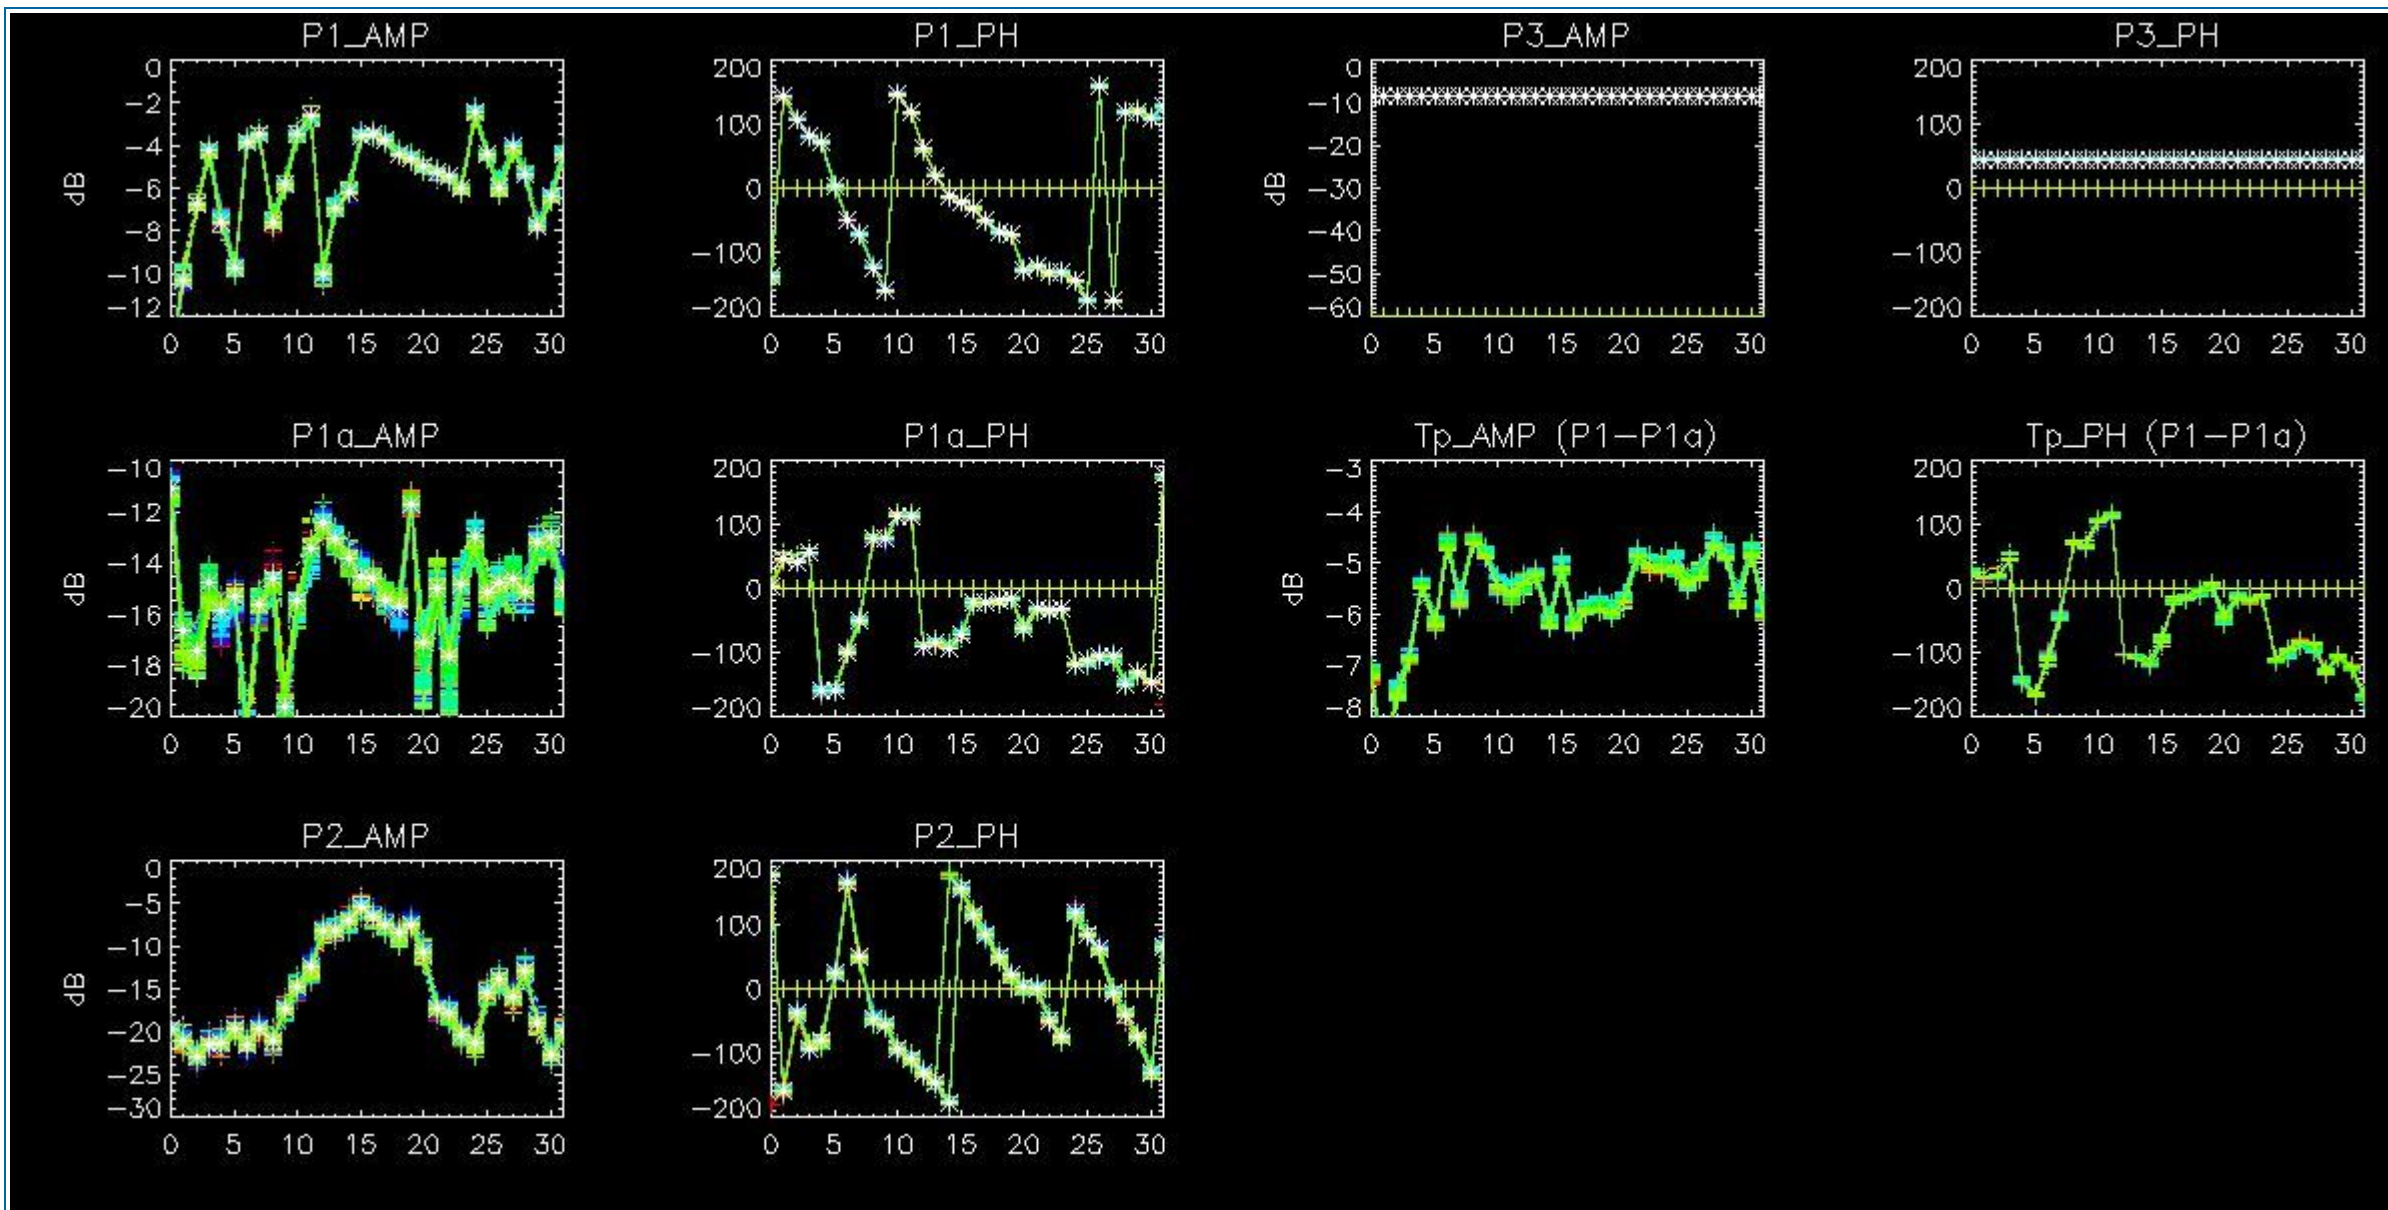 P1_AMP
P1_PH
P3_AMP
P3_PH
0
−2
−4
−6
−8
−10
−12
dB
0 5 10 15 20 25 30
200
100
0
−100
−200
0 5 10 15 20 25 30
0
−10
−20
−30
−40
−50
−60
dB
0 5 10 15 20 25 30
200
100
0
−100
−200
0 5 10 15 20 25 30
P1a_AMP
P1a_PH
Tp_AMP (P1−P1a)
Tp_PH (P1−P1a)
−10
−12
−14
−16
−18
−20
dB
0 5 10 15 20 25 30
200
100
0
−100
−200
0 5 10 15 20 25 30
−3
−4
−5
−6
−7
−8
dB
0 5 10 15 20 25 30
200
100
0
−100
−200
0 5 10 15 20 25 30
P2_AMP
P2_PH
0
−5
−10
−15
−20
−25
−30
dB
0 5 10 15 20 25 30
200
100
0
−100
−200
0 5 10 15 20 25 30